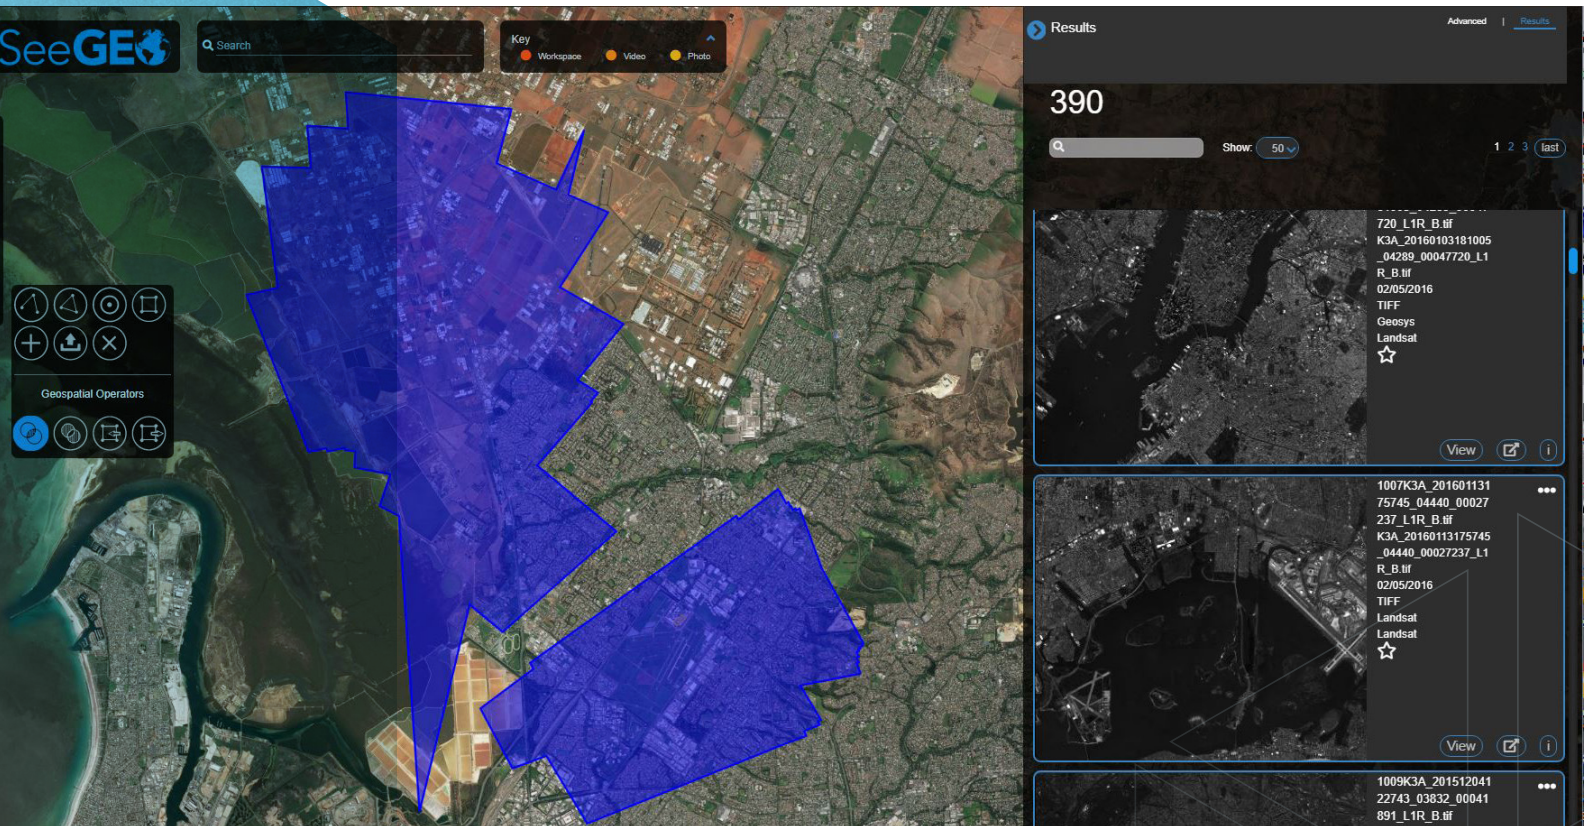 SeeGEO
Search
Key
Workspace Video Photo
Geospatial Operators
Results
Advanced | Results
390
Show: 50
1 2 3 last
720_L1R_B.tif
K3A_20160103181005
_04289_00047720_L1
R_B.tif
02/05/2016
TIFF
Geosys
Landsat
View i
1007K3A_201601131
75745_04440_00027
237_L1R_B.tif
K3A_20160113175745
_04440_00027237_L1
R_B.tif
02/05/2016
TIFF
Landsat
Landsat
View i
1009K3A_201512041
22743_03832_00041
891_L1R_B.tif